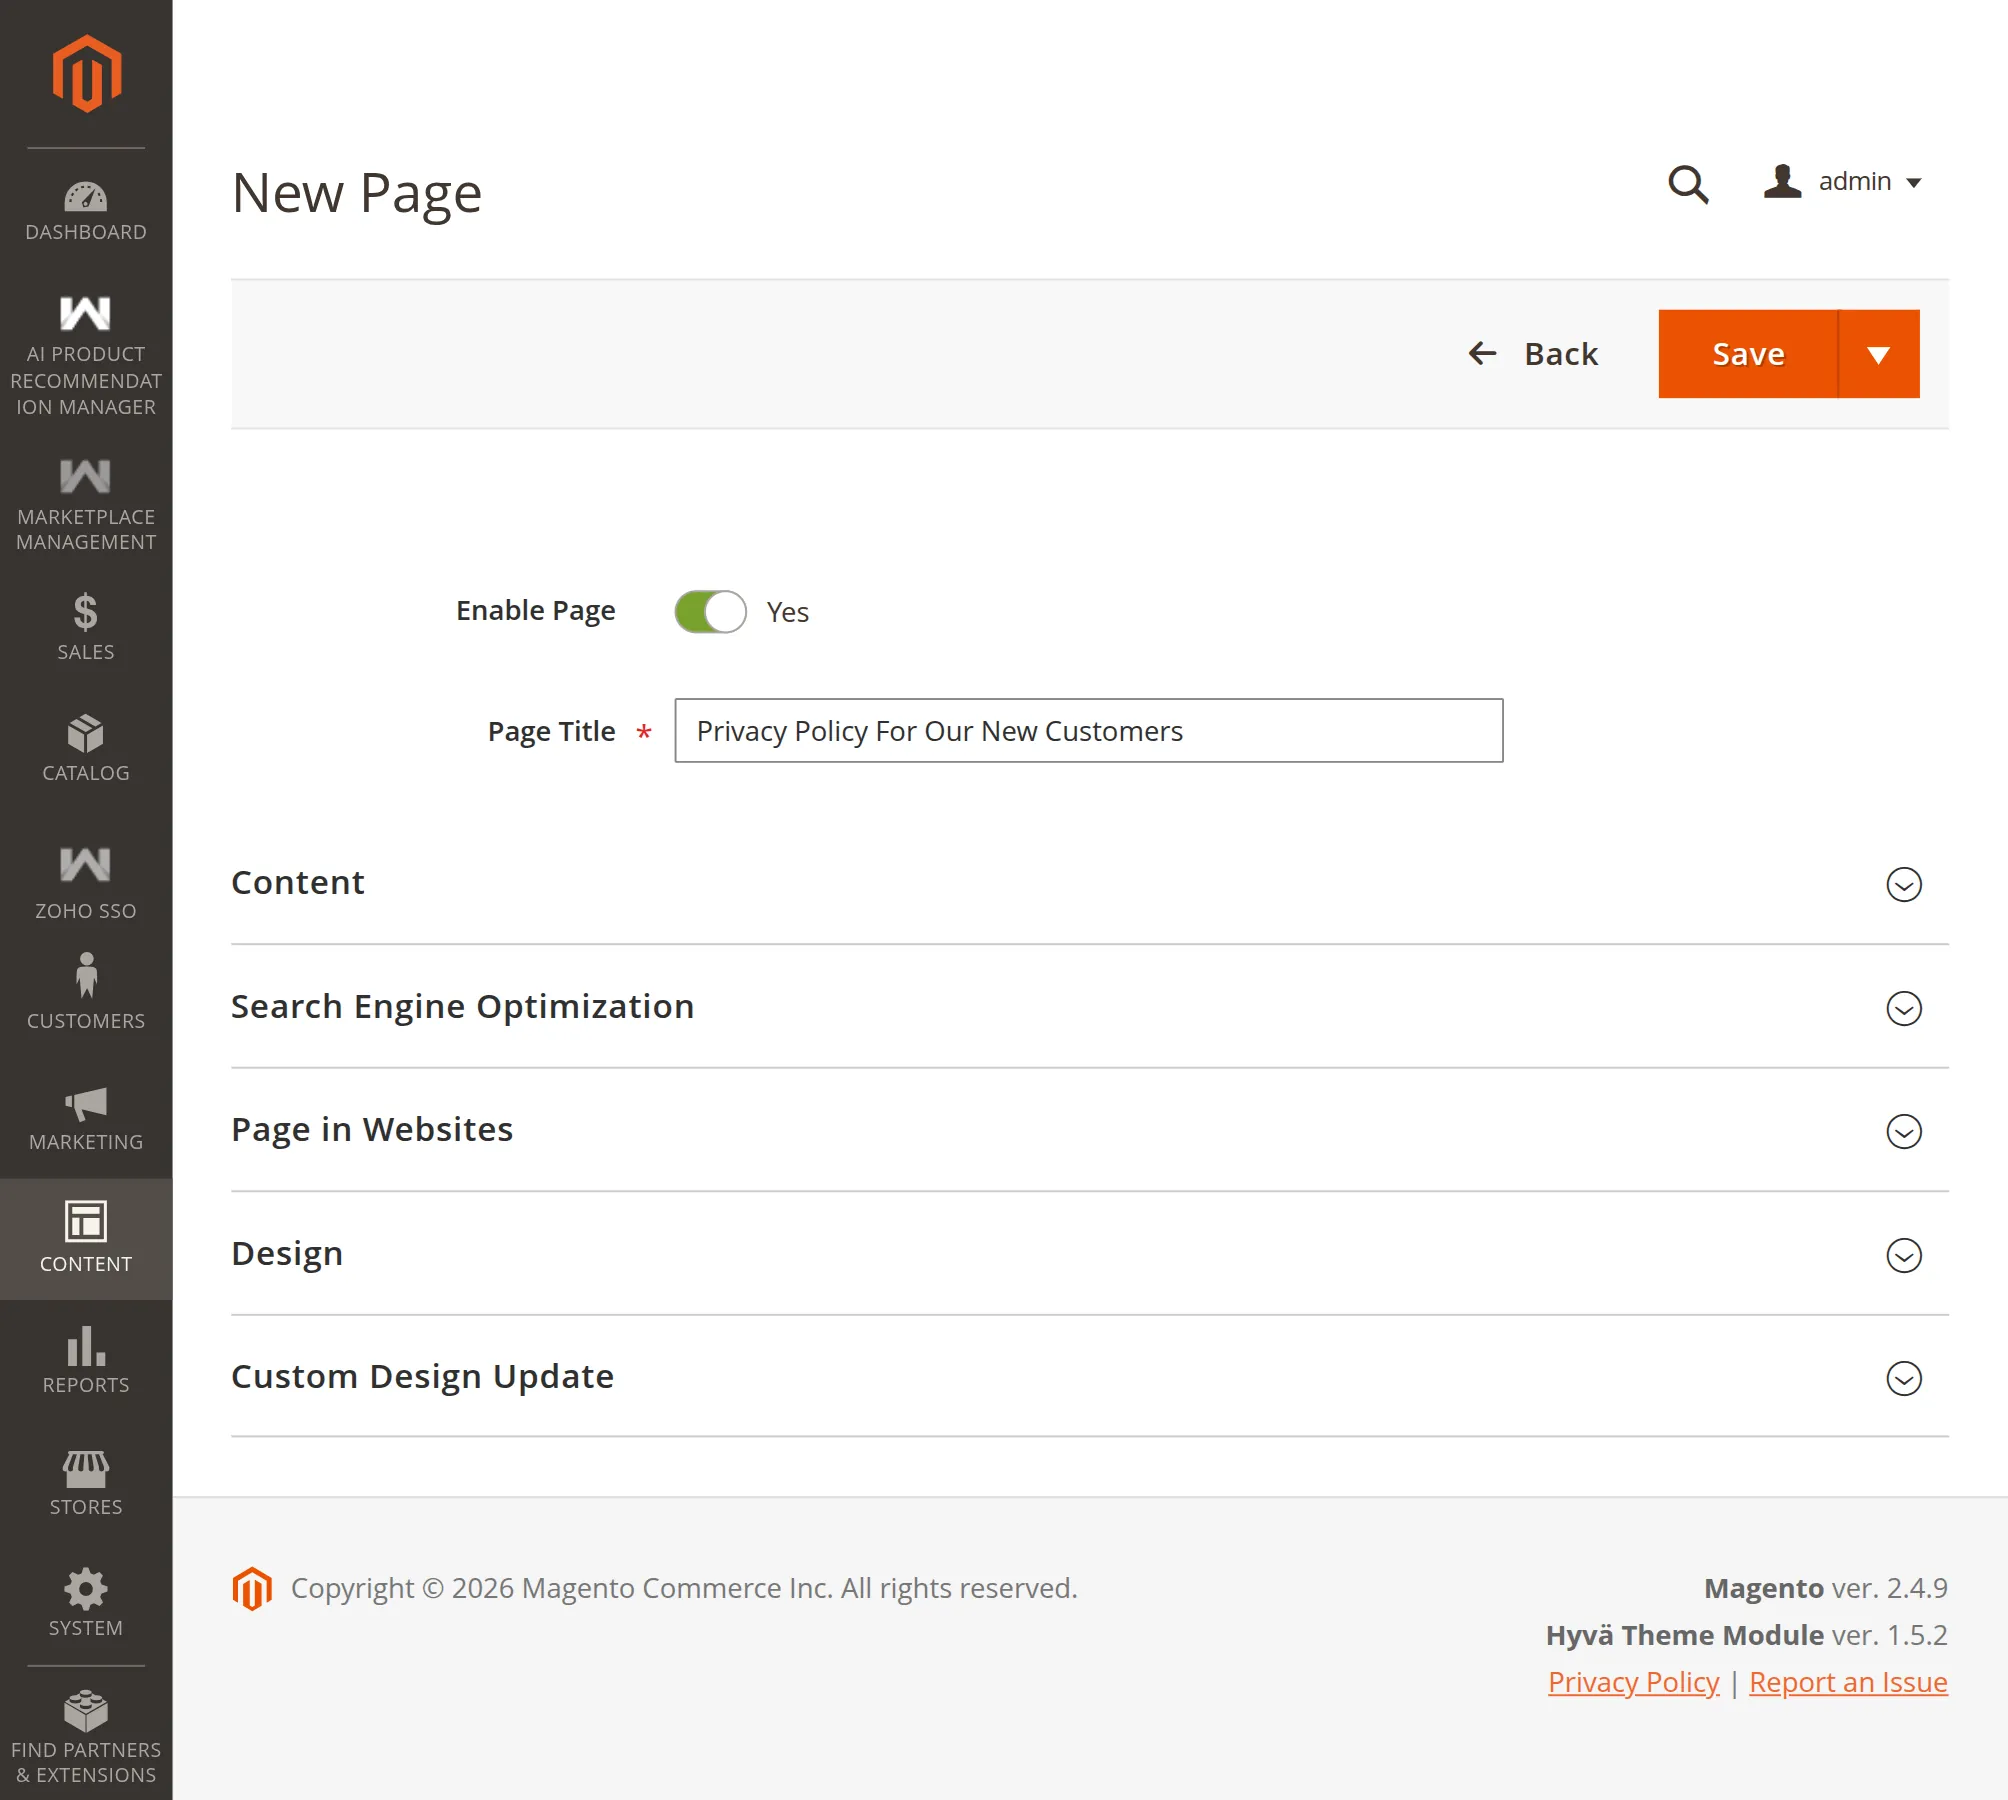 DASHBOARD
AI PRODUCT
RECOMMENDAT
ION MANAGER
MARKETPLACE
MANAGEMENT
SALES
CATALOG
ZOHO SSO
CUSTOMERS
MARKETING
CONTENT
REPORTS
STORES
SYSTEM
FIND PARTNERS
& EXTENSIONS
New Page
admin
Back
Save
Enable Page
Yes
Page Title *
Privacy Policy For Our New Customers
Content
Search Engine Optimization
Page in Websites
Design
Custom Design Update
Copyright © 2026 Magento Commerce Inc. All rights reserved.
Magento ver. 2.4.9
Hyvä Theme Module ver. 1.5.2
Privacy Policy | Report an Issue